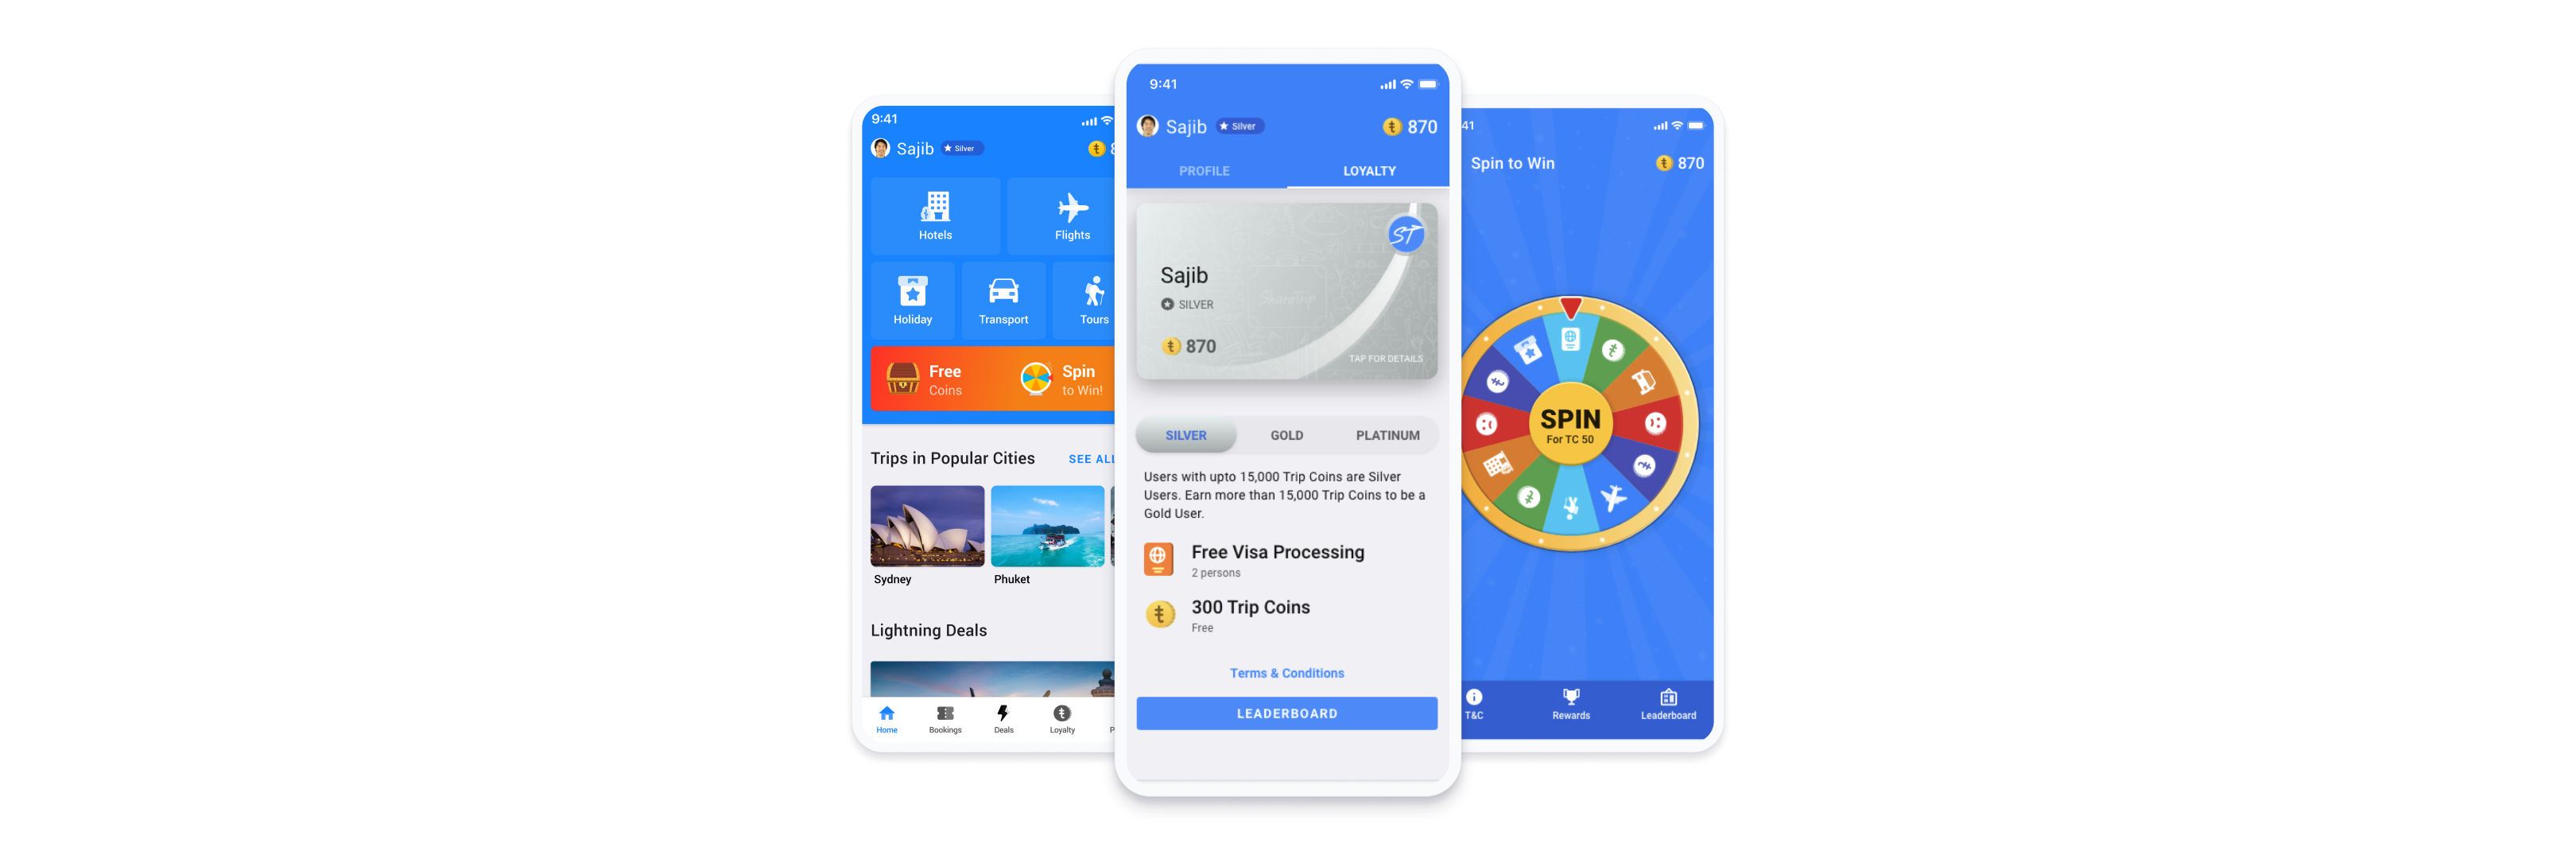 9:41
Sajib
Silver
Hotels
Flights
Holiday
Transport
Tours
Free
Coins
Spin
to Win!
Trips in Popular Cities
SEE ALL
Sydney
Phuket
Lightning Deals
Home
Bookings
Deals
Loyalty
9:41
Sajib
Silver
870
PROFILE
LOYALTY
ST
Sajib
ShareTrip
SILVER
870
TAP FOR DETAILS
SILVER
GOLD
PLATINUM
Users with upto 15,000 Trip Coins are Silver
Users. Earn more than 15,000 Trip Coins to be a
Gold User.
Free Visa Processing
2 persons
300 Trip Coins
Free
Terms & Conditions
LEADERBOARD
41
Spin to Win
870
SPIN
For TC 50
T&C
Rewards
Leaderboard